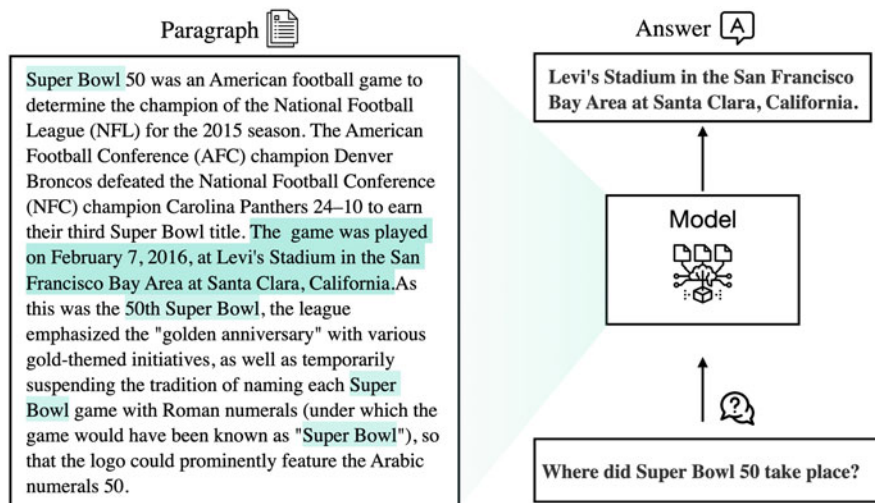 Paragraph
Super Bowl 50 was an American football game to
determine the champion of the National Football
League (NFL) for the 2015 season. The American
Football Conference (AFC) champion Denver
Broncos defeated the National Football Conference
(NFC) champion Carolina Panthers 24–10 to earn
their third Super Bowl title. The game was played
on February 7, 2016, at Levi's Stadium in the San
Francisco Bay Area at Santa Clara, California.As
this was the 50th Super Bowl, the league
emphasized the "golden anniversary" with various
gold-themed initiatives, as well as temporarily
suspending the tradition of naming each Super
Bowl game with Roman numerals (under which the
game would have been known as "Super Bowl"), so
that the logo could prominently feature the Arabic
numerals 50.
Answer A
Levi's Stadium in the San Francisco
Bay Area at Santa Clara, California.
Model
?
Where did Super Bowl 50 take place?